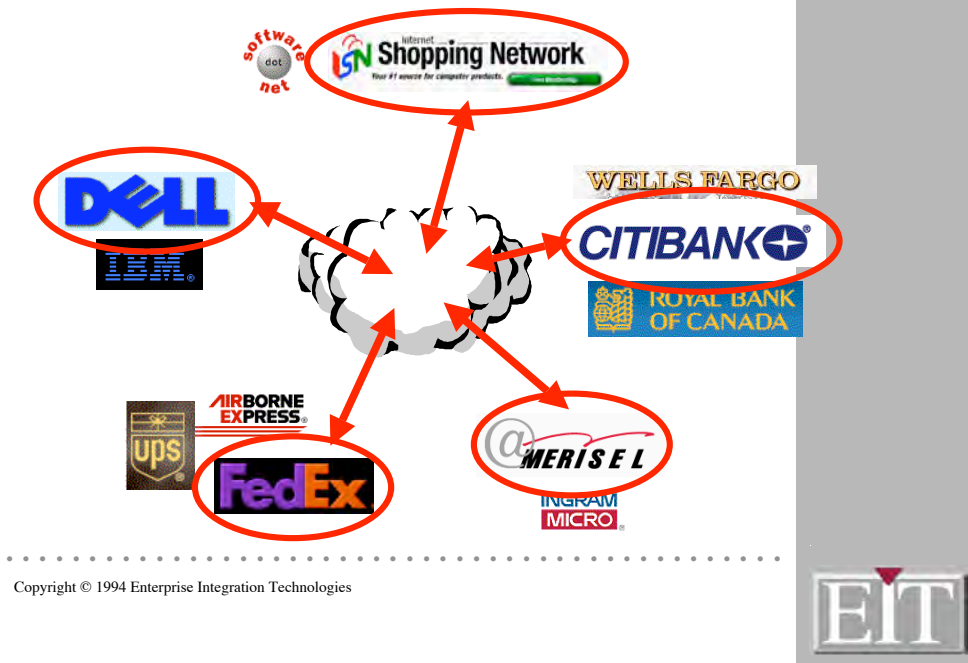 software
dot
net
internet
ISN Shopping Network
Your #1 source for computer products.
DELL
IBM®
WELLS FARGO
CITIBANK®
ROYAL BANK
OF CANADA
AIRBORNE
EXPRESS®
ups
FedEx
@MERISEL
INGRAM
MICRO®
Copyright © 1994 Enterprise Integration Technologies
EIT